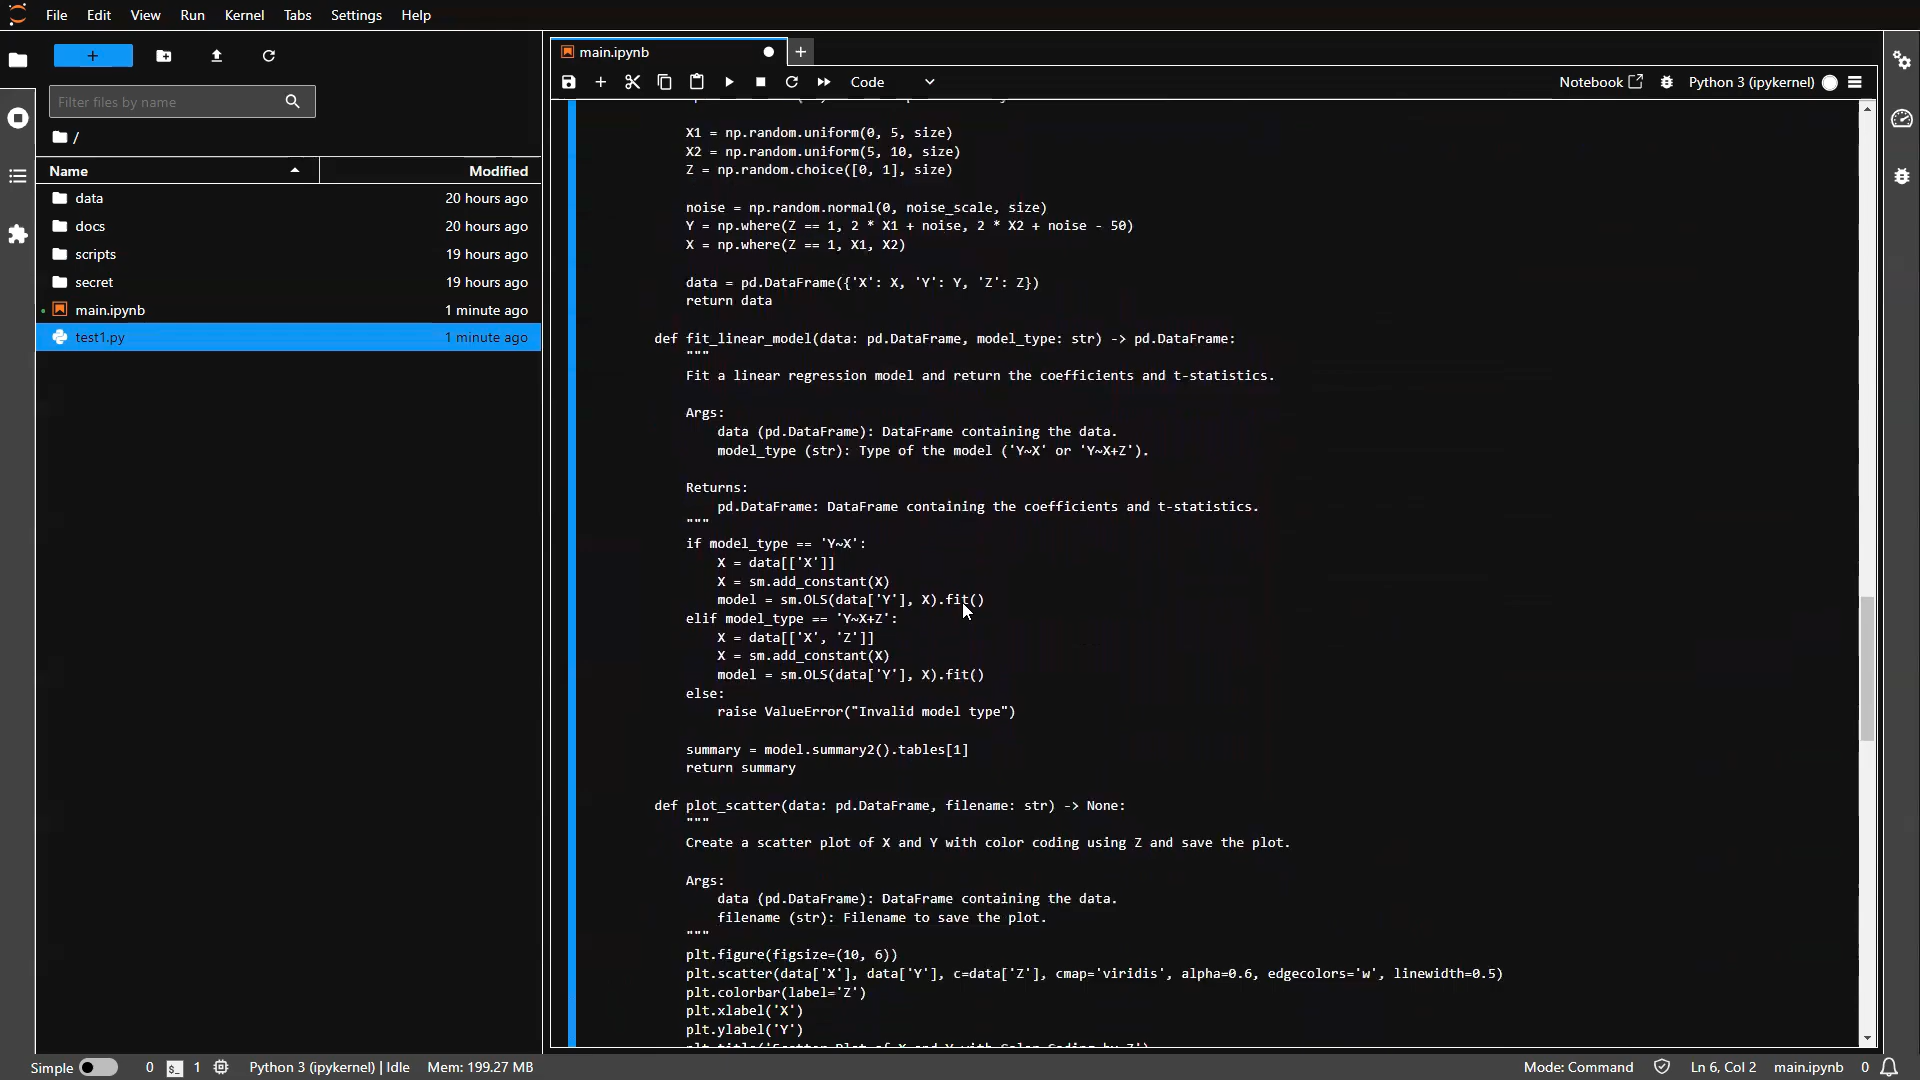 File Edit View Run Kernel Tabs Settings Help
Filter files by name
/
Name Modified
data 20 hours ago
docs 20 hours ago
scripts 19 hours ago
secret 19 hours ago
main.ipynb 1 minute ago
test1.py 1 minute ago
main.ipynb
Code
Notebook
Python 3 (ipykernel)
X1 = np.random.uniform(0, 5, size)
X2 = np.random.uniform(5, 10, size)
Z = np.random.choice([0, 1], size)
noise = np.random.normal(0, noise_scale, size)
Y = np.where(Z == 1, 2 * X1 + noise, 2 * X2 + noise - 50)
X = np.where(Z == 1, X1, X2)
data = pd.DataFrame({'X': X, 'Y': Y, 'Z': Z})
return data
def fit_linear_model(data: pd.DataFrame, model_type: str) -> pd.DataFrame:
"""
Fit a linear regression model and return the coefficients and t-statistics.
Args:
data (pd.DataFrame): DataFrame containing the data.
model_type (str): Type of the model ('Y~X' or 'Y~X+Z').
Returns:
pd.DataFrame: DataFrame containing the coefficients and t-statistics.
"""
if model_type == 'Y~X':
X = data[['X']]
X = sm.add_constant(X)
model = sm.OLS(data['Y'], X).fit()
elif model_type == 'Y~X+Z':
X = data[['X', 'Z']]
X = sm.add_constant(X)
model = sm.OLS(data['Y'], X).fit()
else:
raise ValueError("Invalid model type")
summary = model.summary2().tables[1]
return summary
def plot_scatter(data: pd.DataFrame, filename: str) -> None:
"""
Create a scatter plot of X and Y with color coding using Z and save the plot.
Args:
data (pd.DataFrame): DataFrame containing the data.
filename (str): Filename to save the plot.
"""
plt.figure(figsize=(10, 6))
plt.scatter(data['X'], data['Y'], c=data['Z'], cmap='viridis', alpha=0.6, edgecolors='w', linewidth=0.5)
plt.colorbar(label='Z')
plt.xlabel('X')
plt.ylabel('Y')
plt.title('Scatter Plot of X and Y with Color Coding by Z')
Simple 0 1 Python 3 (ipykernel) | Idle Mem: 199.27 MB Mode: Command Ln 6, Col 2 main.ipynb 0